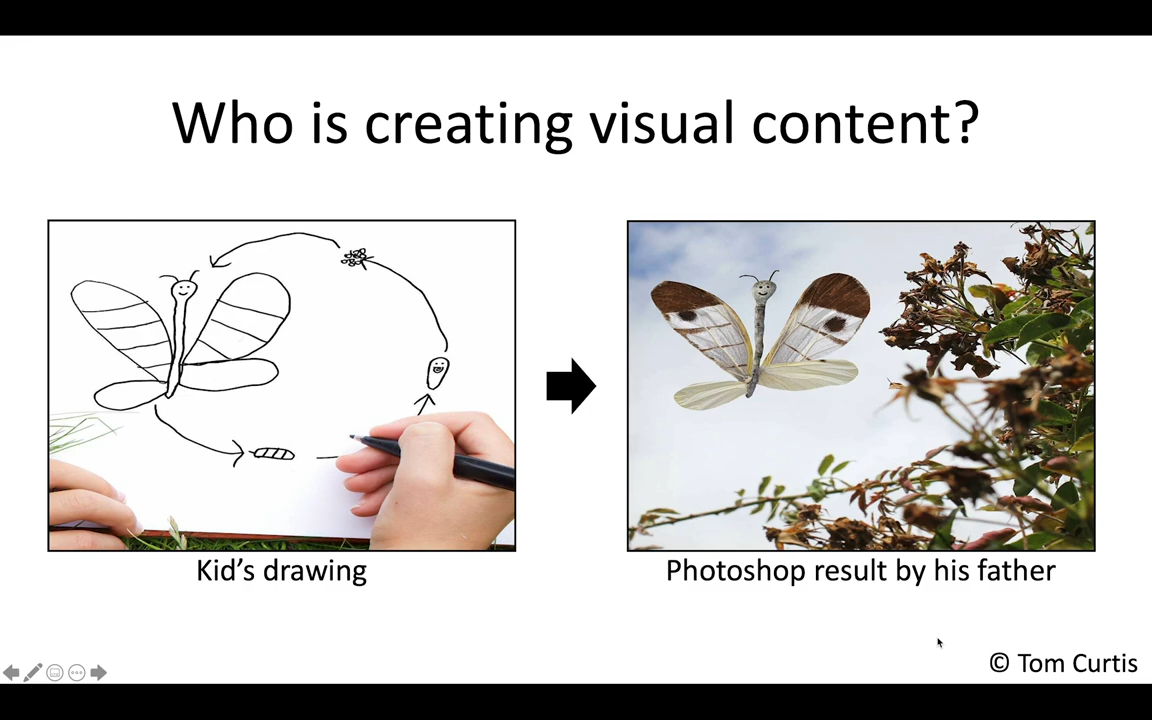 Who is creating visual content?
Kid's drawing
Photoshop result by his father
© Tom Curtis